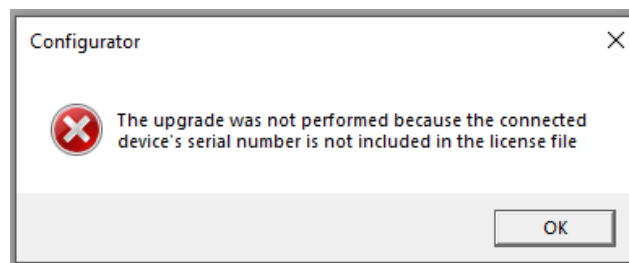 Configurator
The upgrade was not performed because the connected
device's serial number is not included in the license file
OK